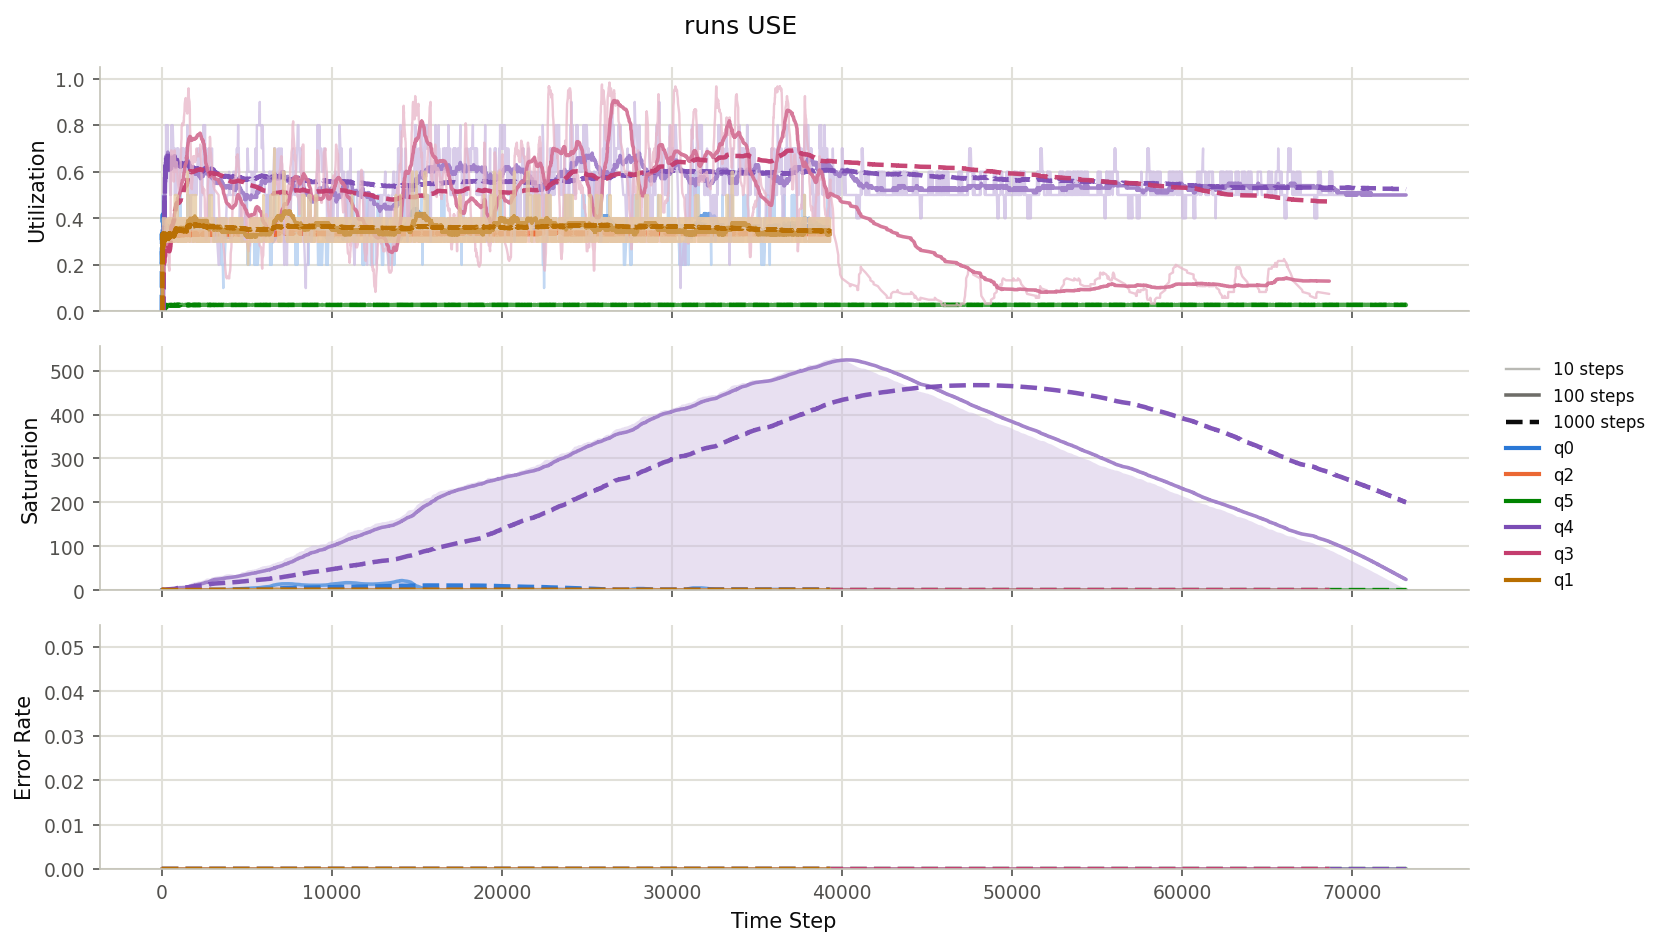 runs USE
Utilization
1.0
0.8
0.6
0.4
0.2
0.0
Saturation
500
400
300
200
100
0
10 steps
100 steps
1000 steps
q0
q2
q5
q4
q3
q1
Error Rate
0.05
0.04
0.03
0.02
0.01
0.00
0
10000
20000
30000
40000
50000
60000
70000
Time Step